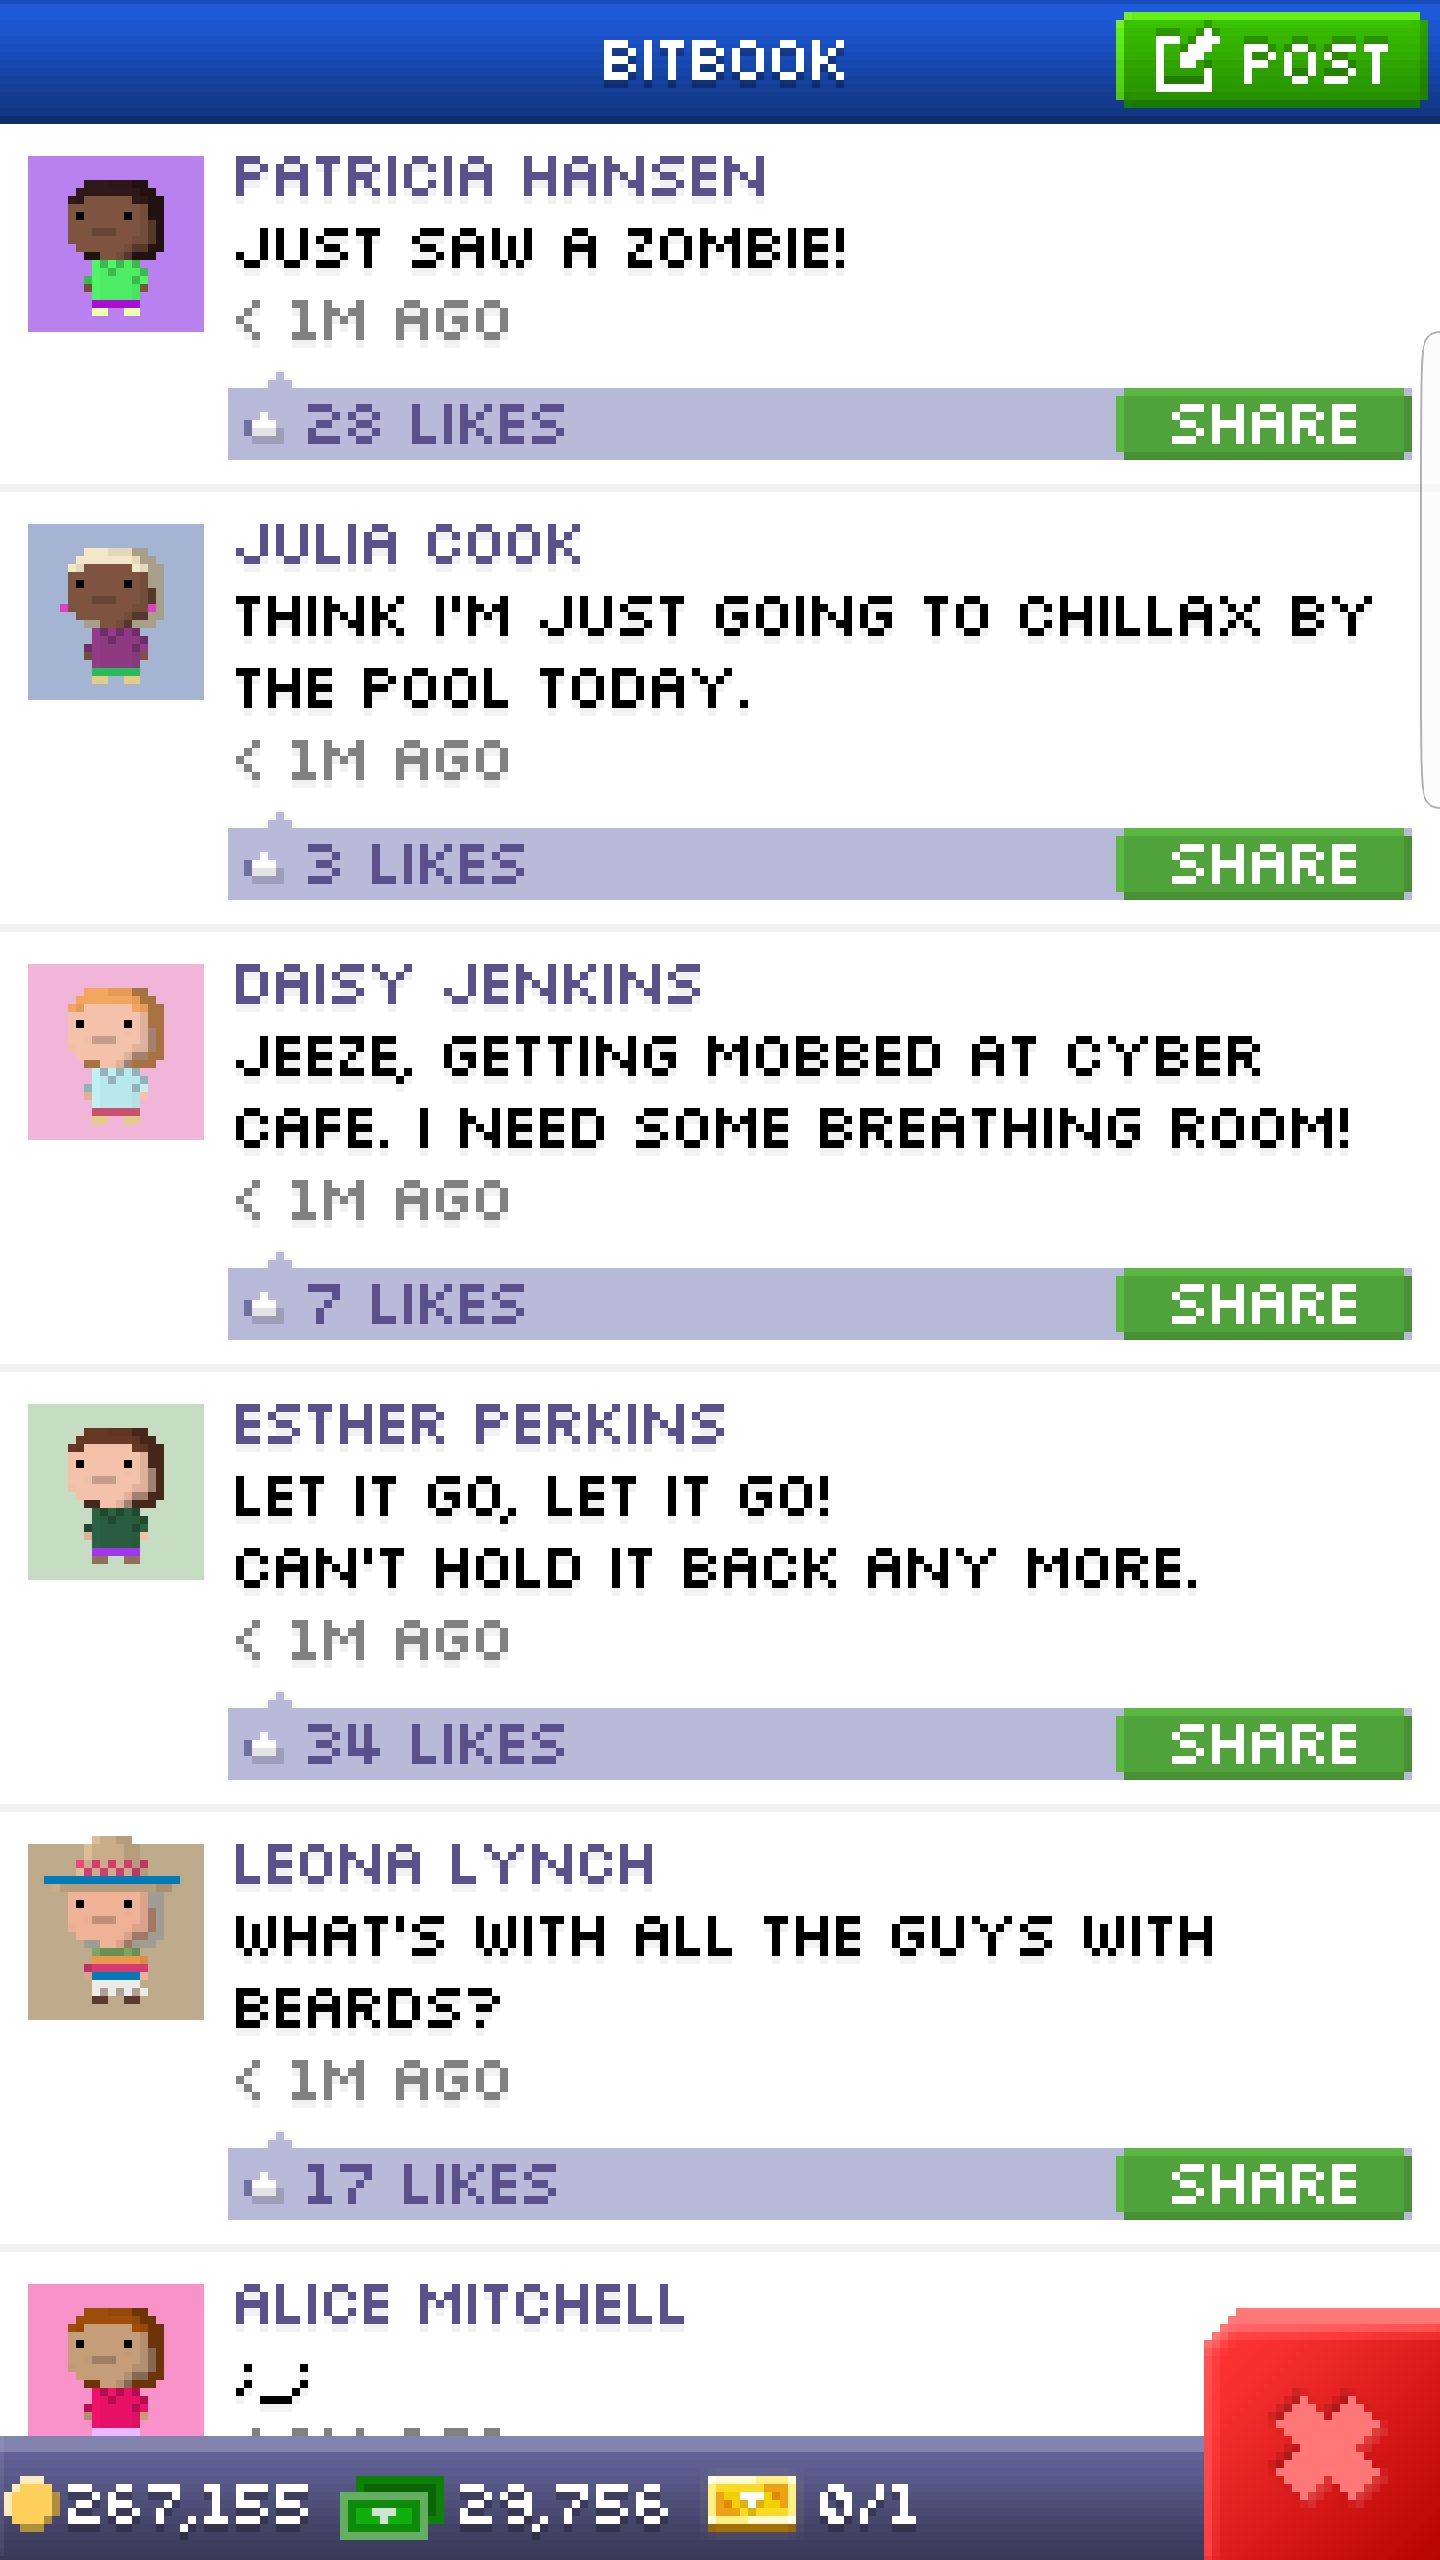 BITBOOK
POST
PATRICIA HANSEN
JUST SAW A ZOMBIE!
< 1M AGO
28 LIKES
SHARE
JULIA COOK
THINK I'M JUST GOING TO CHILLAX BY
THE POOL TODAY.
< 1M AGO
3 LIKES
SHARE
DAISY JENKINS
JEEZE, GETTING MOBBED AT CYBER
CAFE. I NEED SOME BREATHING ROOM!
< 1M AGO
7 LIKES
SHARE
ESTHER PERKINS
LET IT GO, LET IT GO!
CAN'T HOLD IT BACK ANY MORE.
< 1M AGO
34 LIKES
SHARE
LEONA LYNCH
WHAT'S WITH ALL THE GUYS WITH
BEARDS?
< 1M AGO
17 LIKES
SHARE
ALICE MITCHELL
;_;
267,155 29,756 0/1